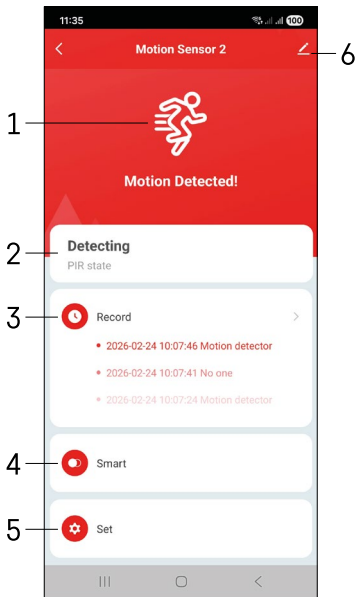 11:35
100
Motion Sensor 2
6
1
Motion Detected!
2
Detecting
PIR state
3
Record
2026-02-24 10:07:46 Motion detector
2026-02-24 10:07:41 No one
2026-02-24 10:07:24 Motion detector
4
Smart
5
Set